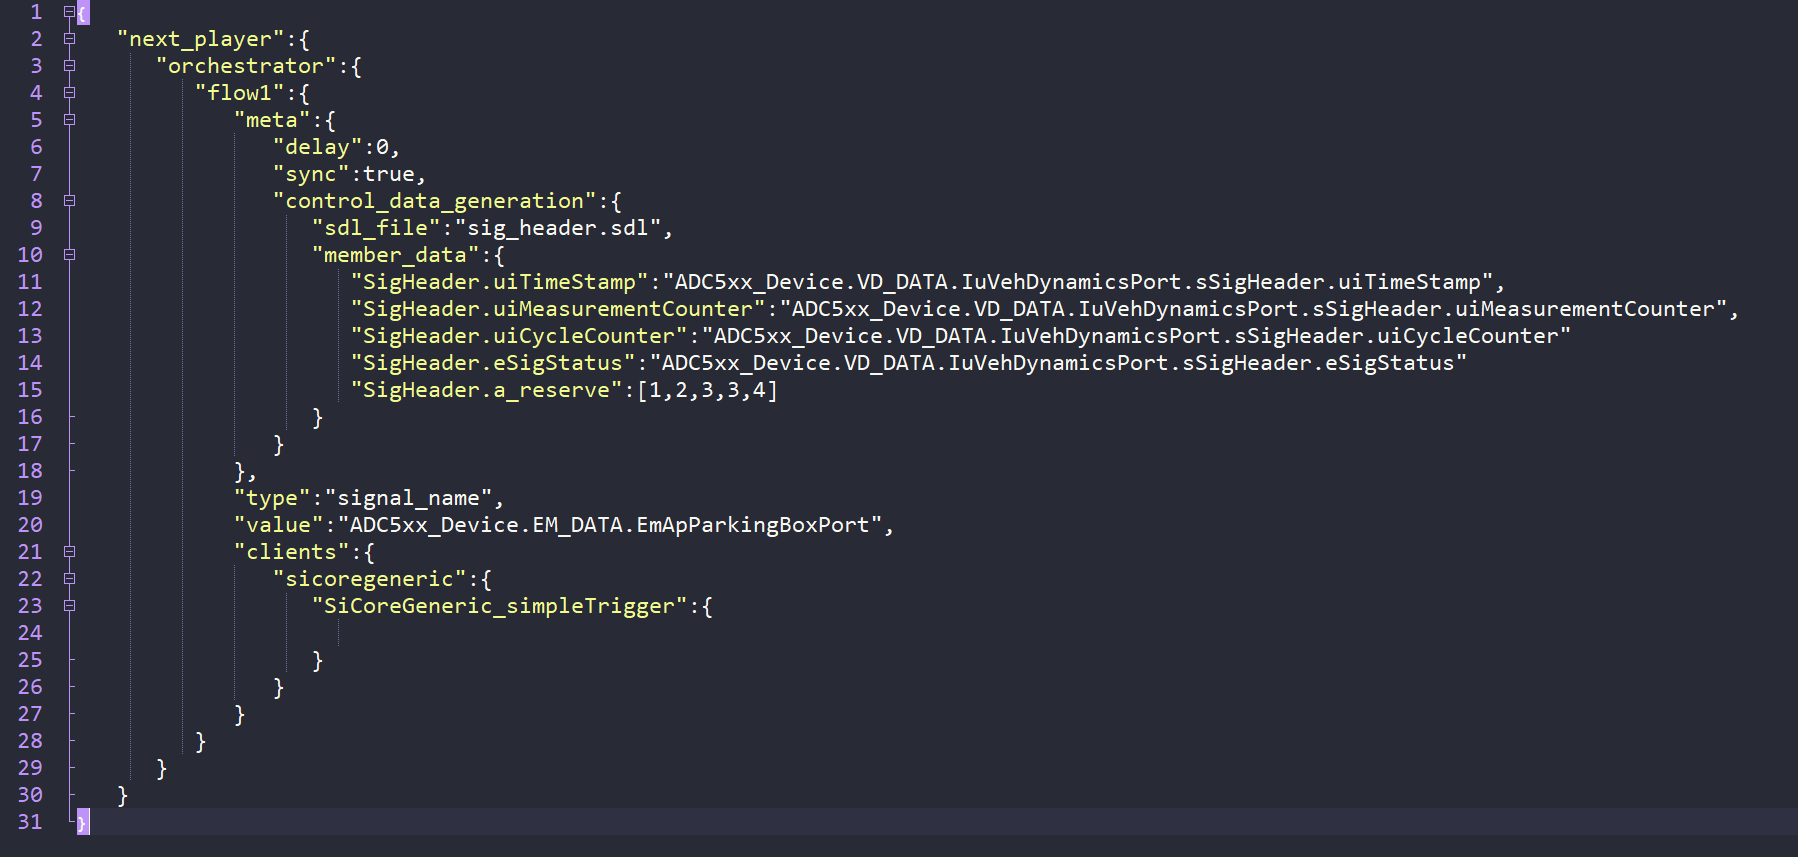 1 {
2 "next_player":{
3 "orchestrator":{
4 "flow1":{
5 "meta":{
6 "delay":0,
7 "sync":true,
8 "control_data_generation":{
9 "sdl_file":"sig_header.sdl",
10 "member_data":{
11 "SigHeader.uiTimeStamp":"ADC5xx_Device.VD_DATA.IuVehDynamicsPort.sSigHeader.uiTimeStamp",
12 "SigHeader.uiMeasurementCounter":"ADC5xx_Device.VD_DATA.IuVehDynamicsPort.sSigHeader.uiMeasurementCounter",
13 "SigHeader.uiCycleCounter":"ADC5xx_Device.VD_DATA.IuVehDynamicsPort.sSigHeader.uiCycleCounter"
14 "SigHeader.eSigStatus":"ADC5xx_Device.VD_DATA.IuVehDynamicsPort.sSigHeader.eSigStatus"
15 "SigHeader.a_reserve":[1,2,3,3,4]
16 }
17 }
18 },
19 "type":"signal_name",
20 "value":"ADC5xx_Device.EM_DATA.EmApParkingBoxPort",
21 "clients":{
22 "sicoregeneric":{
23 "SiCoreGeneric_simpleTrigger":{
24
25 }
26 }
27 }
28 }
29 }
30 }
31 }